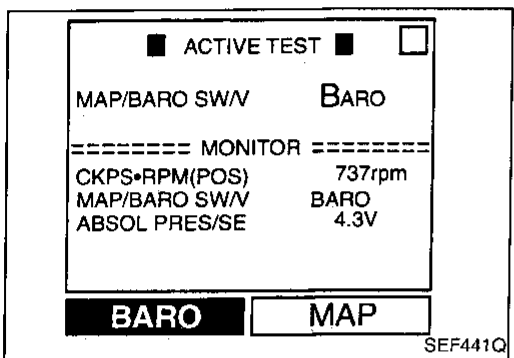 ■ ACTIVE TEST ■ □
MAP/BARO SW/V BARO
======== MONITOR ========
CKPS•RPM(POS) 737rpm
MAP/BARO SW/V BARO
ABSOL PRES/SE 4.3V
BARO MAP
SEF441Q